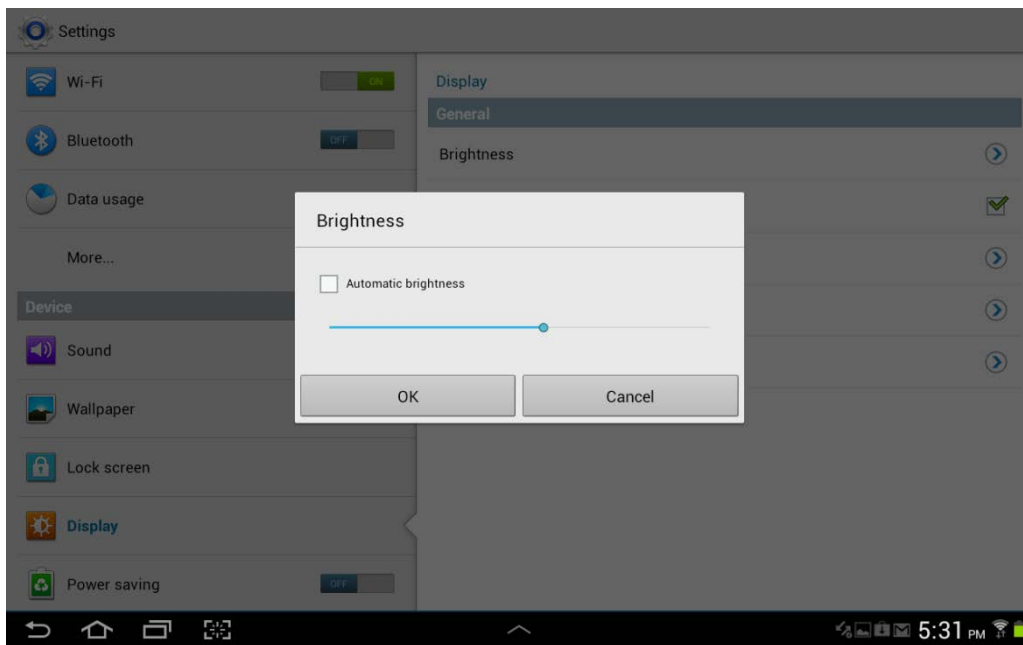 Settings
Wi-Fi
ON
Bluetooth
OFF
Data usage
More...
Device
Sound
Wallpaper
Lock screen
Display
Power saving
OFF
Display
General
Brightness
Brightness
Automatic brightness
OK
Cancel
5:31 PM